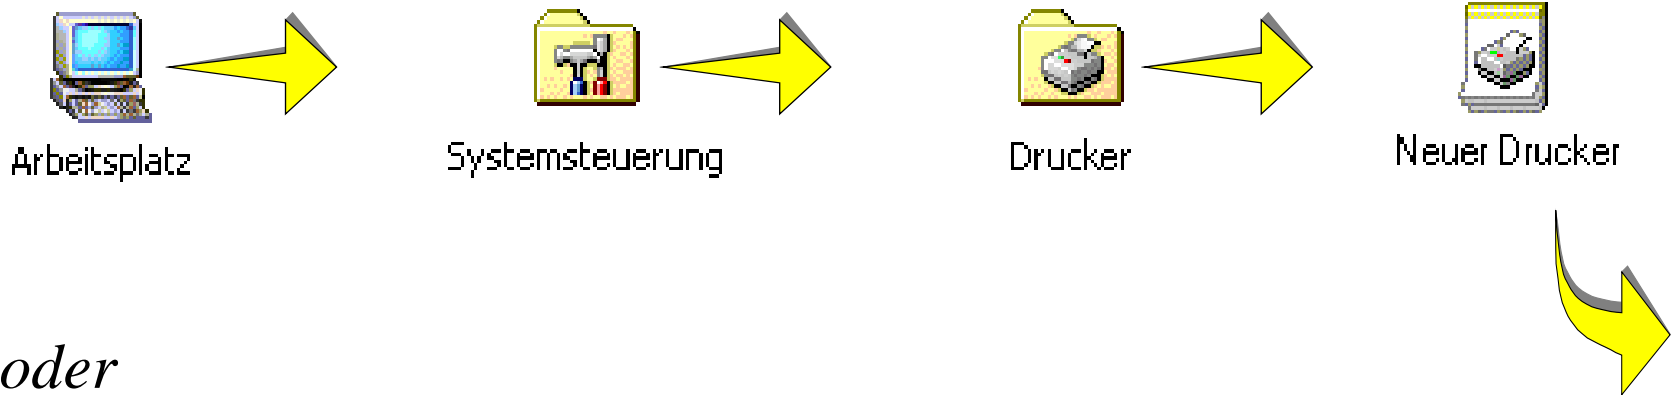 Arbeitsplatz
Systemsteuerung
Drucker
Neuer Drucker
oder